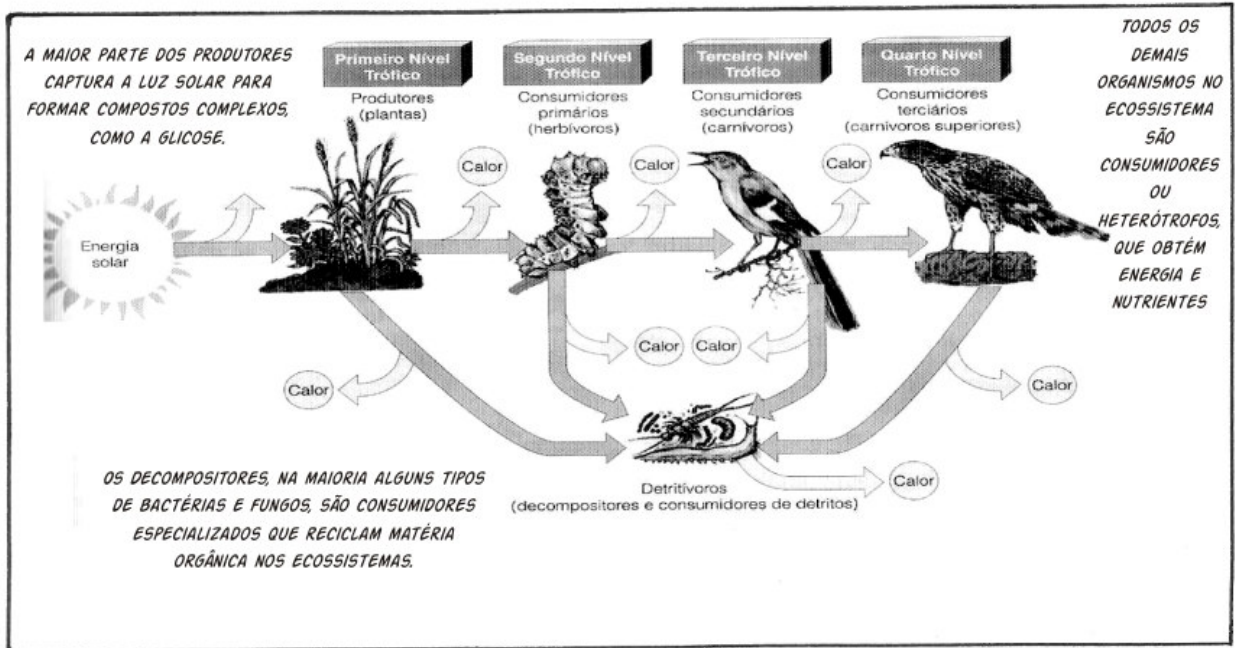 A MAIOR PARTE DOS PRODUTORES
CAPTURA A LUZ SOLAR PARA
FORMAR COMPOSTOS COMPLEXOS,
COMO A GLICOSE.
Primeiro Nível
Trófico
Produtores
(plantas)
Segundo Nível
Trófico
Consumidores
primários
(herbívoros)
Terceiro Nível
Trófico
Consumidores
secundários
(carnívoros)
Quarto Nível
Trófico
Consumidores
terciários
(carnívoros superiores)
TODOS OS
DEMAIS
ORGANISMOS NO
ECOSSISTEMA
SÃO
CONSUMIDORES
OU
HETERÓTROFOS,
QUE OBTÉM
ENERGIA E
NUTRIENTES
Calor
Calor
Calor
Energia
solar
Calor
Calor
Calor
Calor
Calor
Detritívoros
(decompositores e consumidores de detritos)
OS DECOMPOSITORES, NA MAIORIA ALGUNS TIPOS
DE BACTÉRIAS E FUNGOS, SÃO CONSUMIDORES
ESPECIALIZADOS QUE RECICLAM MATÉRIA
ORGÂNICA NOS ECOSSISTEMAS.